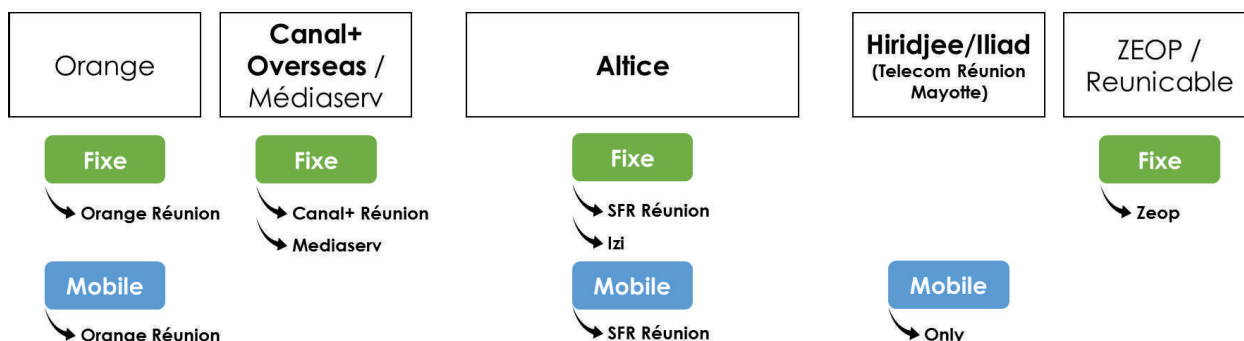 Orange
Canal+
Overseas /
Médiaserv
Altice
Hiridjee/Iliad
(Telecom Réunion
Mayotte)
ZEOP /
Reunicable
Fixe
Fixe
Fixe
Fixe
Orange Réunion
Canal+ Réunion
SFR Réunion
Zeop
Mediaserv
Izi
Mobile
Mobile
Mobile
Orange Réunion
SFR Réunion
Only